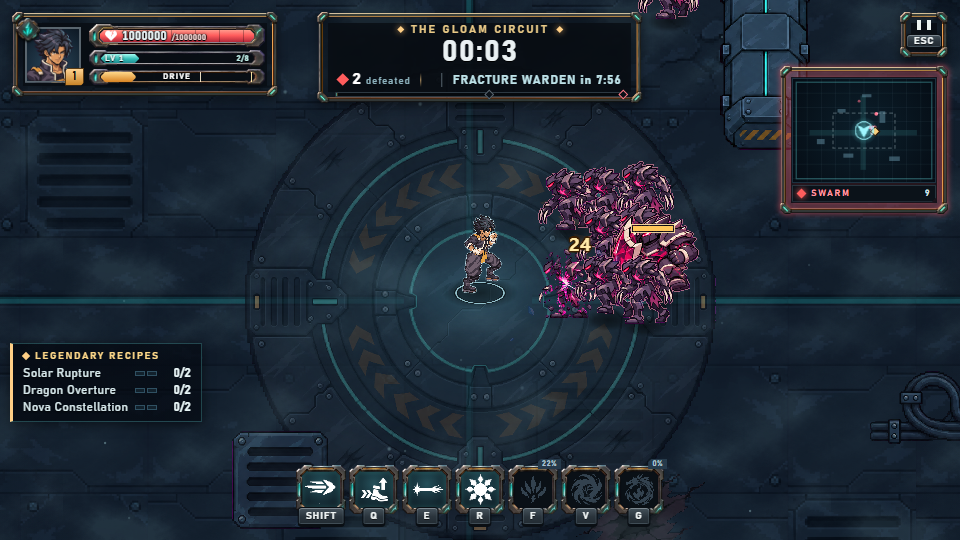 1000000 /1000000
LV 1 2/8
1
DRIVE
THE GLOAM CIRCUIT
00:03
2 defeated
FRACTURE WARDEN in 7:56
ESC
SWARM 9
24
LEGENDARY RECIPES
Solar Rupture 0/2
Dragon Overture 0/2
Nova Constellation 0/2
22% 0%
SHIFT Q E R F V G